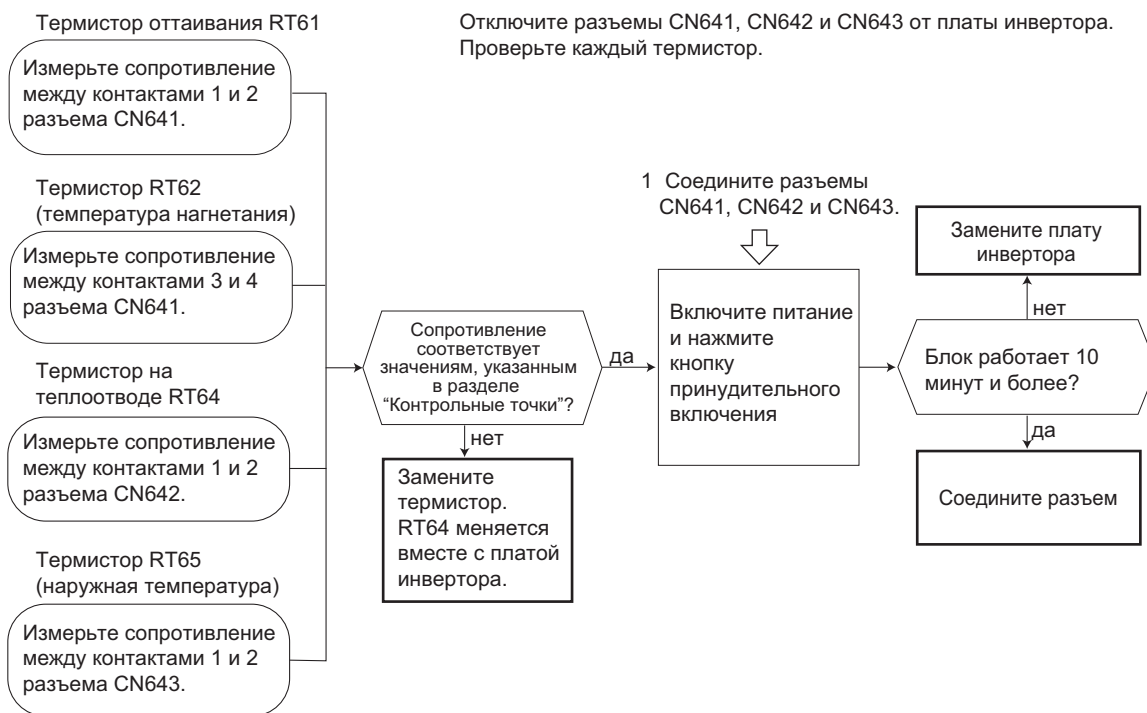 Термистор оттаивания RT61
Отключите разъемы CN641, CN642 и CN643 от платы инвертора.
Проверьте каждый термистор.
Измерьте сопротивление
между контактами 1 и 2
разъема CN641.
Термистор RT62
(температура нагнетания)
Измерьте сопротивление
между контактами 3 и 4
разъема CN641.
Термистор на
теплоотводе RT64
Измерьте сопротивление
между контактами 1 и 2
разъема CN642.
Термистор RT65
(наружная температура)
Измерьте сопротивление
между контактами 1 и 2
разъема CN643.
Сопротивление
соответствует
значениям, указанным
в разделе
“Контрольные точки”?
да
нет
Замените
термистор.
RT64 меняется
вместе с платой
инвертора.
1 Соедините разъемы
CN641, CN642 и CN643.
Включите питание
и нажмите
кнопку
принудительного
включения
Замените плату
инвертора
нет
Блок работает 10
минут и более?
да
Соедините разъем